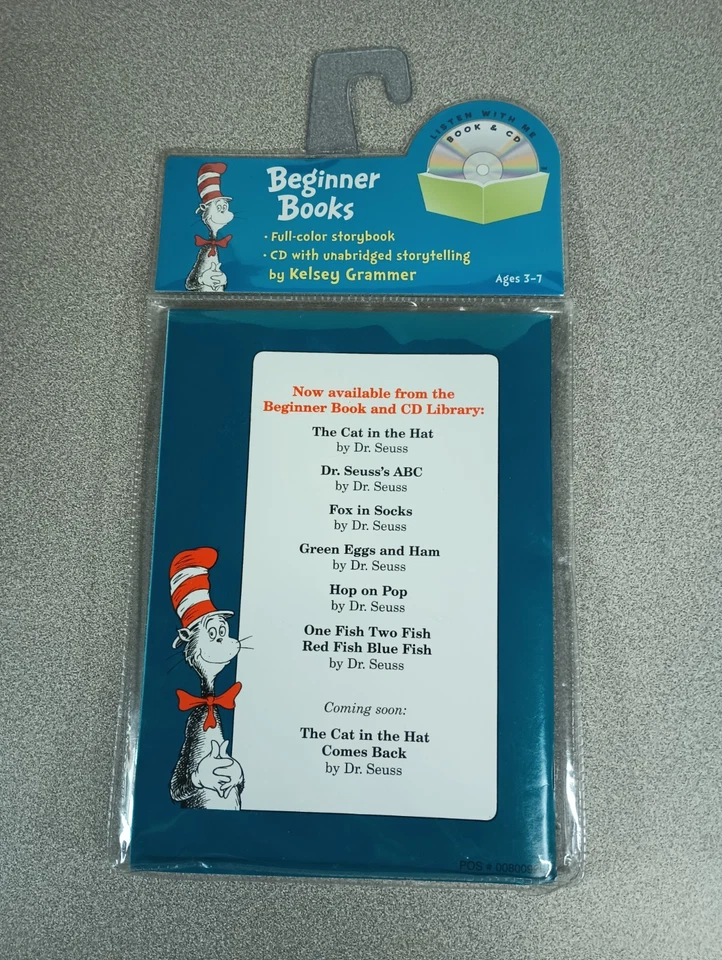 LISTEN WITH ME
BOOK & CD
Beginner
Books
• Full-color storybook
• CD with unabridged storytelling
by Kelsey Grammer
Ages 3–7
Now available from the
Beginner Book and CD Library:
The Cat in the Hat
by Dr. Seuss
Dr. Seuss's ABC
by Dr. Seuss
Fox in Socks
by Dr. Seuss
Green Eggs and Ham
by Dr. Seuss
Hop on Pop
by Dr. Seuss
One Fish Two Fish
Red Fish Blue Fish
by Dr. Seuss
Coming soon:
The Cat in the Hat
Comes Back
by Dr. Seuss
POS #